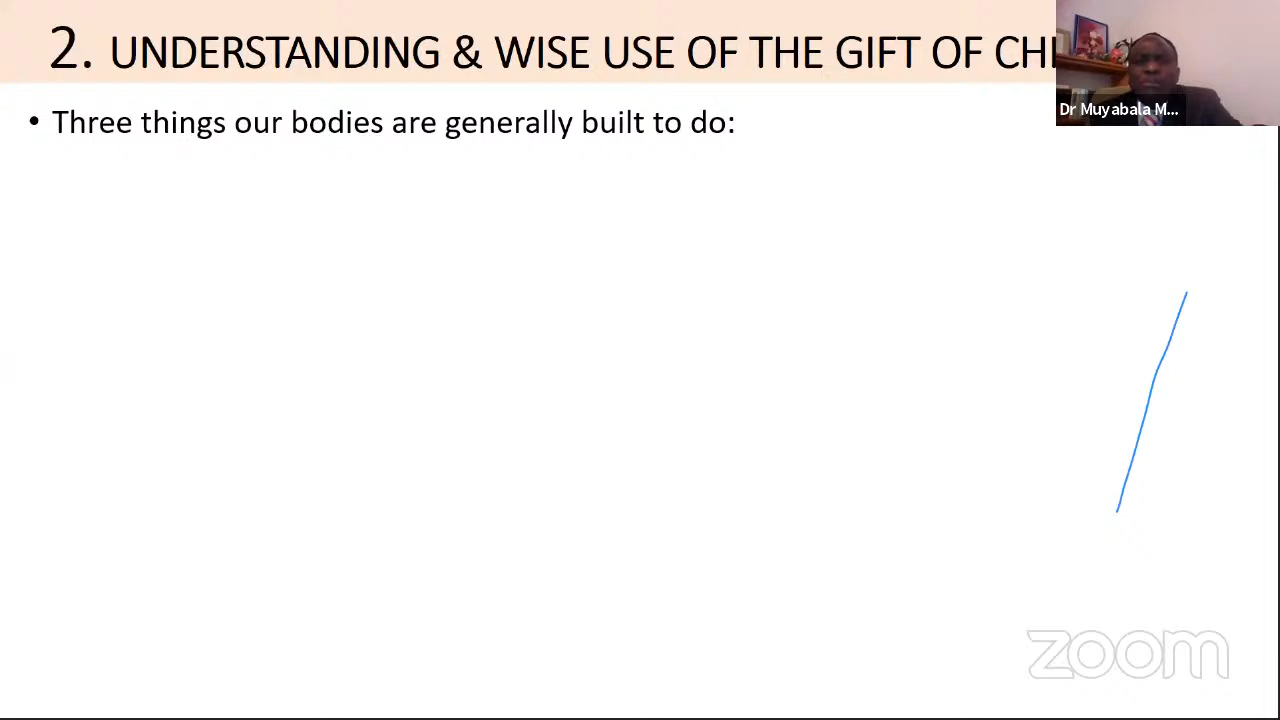 2. UNDERSTANDING & WISE USE OF THE GIFT OF CHI
• Three things our bodies are generally built to do:
Dr Muyabala M...
zoom